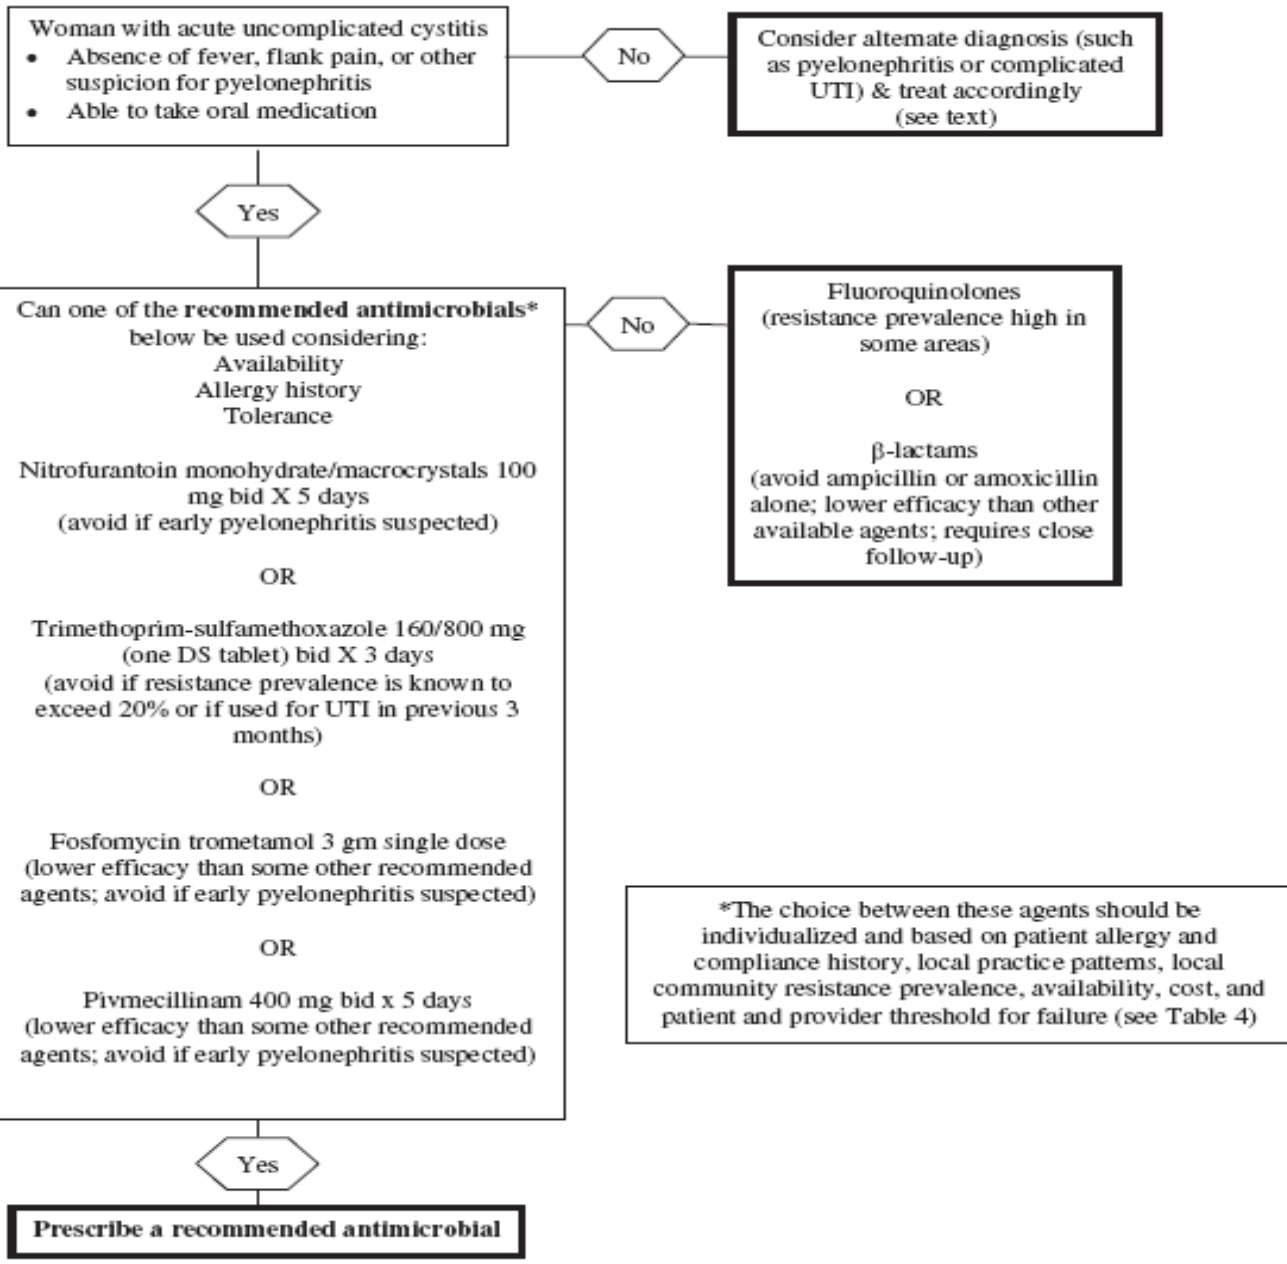 Woman with acute uncomplicated cystitis
• Absence of fever, flank pain, or other
suspicion for pyelonephritis
• Able to take oral medication
No
Consider alternate diagnosis (such
as pyelonephritis or complicated
UTI) & treat accordingly
(see text)
Yes
Can one of the recommended antimicrobials*
below be used considering:
Availability
Allergy history
Tolerance
Nitrofurantoin monohydrate/macrocrystals 100
mg bid X 5 days
(avoid if early pyelonephritis suspected)
OR
Trimethoprim-sulfamethoxazole 160/800 mg
(one DS tablet) bid X 3 days
(avoid if resistance prevalence is known to
exceed 20% or if used for UTI in previous 3
months)
OR
Fosfomycin trometamol 3 gm single dose
(lower efficacy than some other recommended
agents; avoid if early pyelonephritis suspected)
OR
Pivmecillinam 400 mg bid x 5 days
(lower efficacy than some other recommended
agents; avoid if early pyelonephritis suspected)
No
Fluoroquinolones
(resistance prevalence high in
some areas)
OR
β-lactams
(avoid ampicillin or amoxicillin
alone; lower efficacy than other
available agents; requires close
follow-up)
*The choice between these agents should be
individualized and based on patient allergy and
compliance history, local practice patterns, local
community resistance prevalence, availability, cost, and
patient and provider threshold for failure (see Table 4)
Yes
Prescribe a recommended antimicrobial